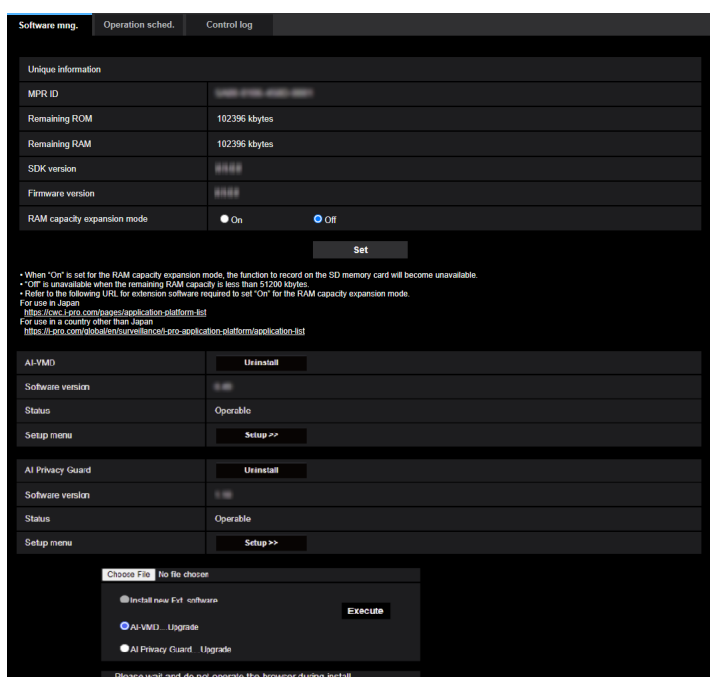 Software mng. Operation sched. Control log
Unique information
MPR ID
Remaining ROM 102396 kbytes
Remaining RAM 102396 kbytes
SDK version
Firmware version
RAM capacity expansion mode On Off
Set
• When "On" is set for the RAM capacity expansion mode, the function to record on the SD memory card will become unavailable.
• "Off" is unavailable when the remaining RAM capacity is less than 51200 kbytes.
• Refer to the following URL for extension software required to set "On" for the RAM capacity expansion mode.
For use in Japan
https://cwc.i-pro.com/pages/application-platform-list
For use in a country other than Japan
https://i-pro.com/global/en/surveillance/i-pro-application-platform/application-list
AI-VMD Uninstall
Software version
Status Operable
Setup menu Setup >>
AI Privacy Guard Uninstall
Software version
Status Operable
Setup menu Setup >>
Choose File No file chosen
Install new Ext. software
Execute
AI-VMD....Upgrade
AI Privacy Guard....Upgrade
Please wait and do not operate the browser during install